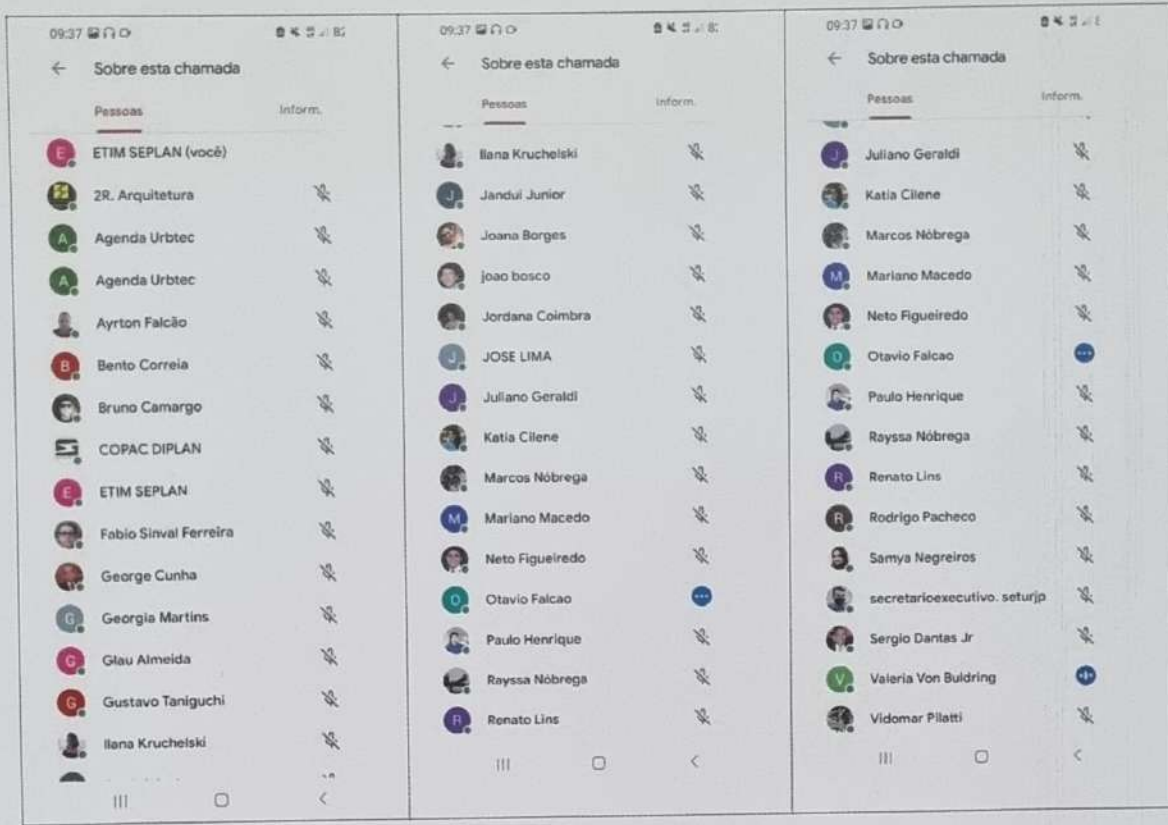 09:37
Sobre esta chamada
Pessoas Inform.
E ETIM SEPLAN (você)
2R. Arquitetura
A Agenda Urbtec
A Agenda Urbtec
Ayrton Falcão
B Bento Correia
Bruno Camargo
COPAC DIPLAN
E ETIM SEPLAN
Fabio Sinval Ferreira
George Cunha
G Georgia Martins
G Glau Almeida
G Gustavo Taniguchi
Ilana Kruchelski
09:37
Sobre esta chamada
Pessoas Inform.
Ilana Kruchelski
J Jandui Junior
Joana Borges
joao bosco
Jordana Coimbra
J JOSE LIMA
J Juliano Geraldi
Katia Cilene
Marcos Nóbrega
M Mariano Macedo
Neto Figueiredo
O Otavio Falcao
Paulo Henrique
Rayssa Nóbrega
R Renato Lins
09:37
Sobre esta chamada
Pessoas Inform.
J Juliano Geraldi
Katia Cilene
Marcos Nóbrega
M Mariano Macedo
Neto Figueiredo
O Otavio Falcao
Paulo Henrique
Rayssa Nóbrega
R Renato Lins
R Rodrigo Pacheco
Samya Negreiros
secretarioexecutivo. seturjp
Sergio Dantas Jr
V Valeria Von Buldring
Vidomar Pilatti